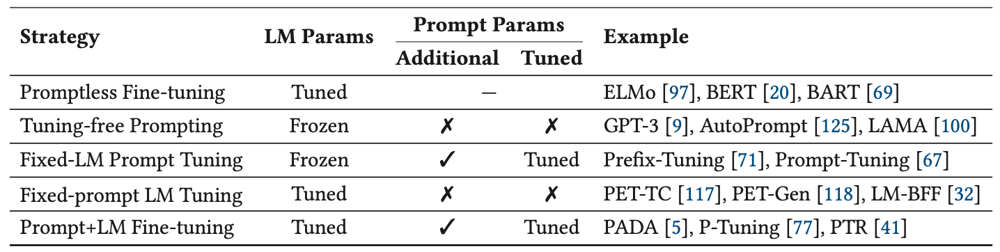 Strategy LM Params Prompt Params Example
Additional Tuned
Promptless Fine-tuning Tuned — ELMo [97], BERT [20], BART [69]
Tuning-free Prompting Frozen ✗ ✗ GPT-3 [9], AutoPrompt [125], LAMA [100]
Fixed-LM Prompt Tuning Frozen ✓ Tuned Prefix-Tuning [71], Prompt-Tuning [67]
Fixed-prompt LM Tuning Tuned ✗ ✗ PET-TC [117], PET-Gen [118], LM-BFF [32]
Prompt+LM Fine-tuning Tuned ✓ Tuned PADA [5], P-Tuning [77], PTR [41]